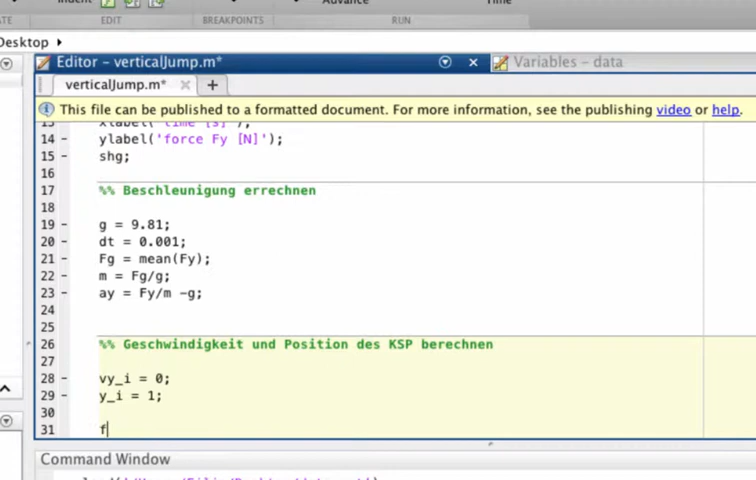 EDIT
BREAKPOINTS
RUN
Desktop
Editor - verticalJump.m*
Variables - data
verticalJump.m*
This file can be published to a formatted document. For more information, see the publishing video or help.
14 - ylabel('force Fy [N]');
15 - shg;
16
17 %% Beschleunigung errechnen
18
19 - g = 9.81;
20 - dt = 0.001;
21 - Fg = mean(Fy);
22 - m = Fg/g;
23 - ay = Fy/m -g;
24
25
26 %% Geschwindigkeit und Position des KSP berechnen
27
28 - vy_i = 0;
29 - y_i = 1;
30
31 f
Command Window